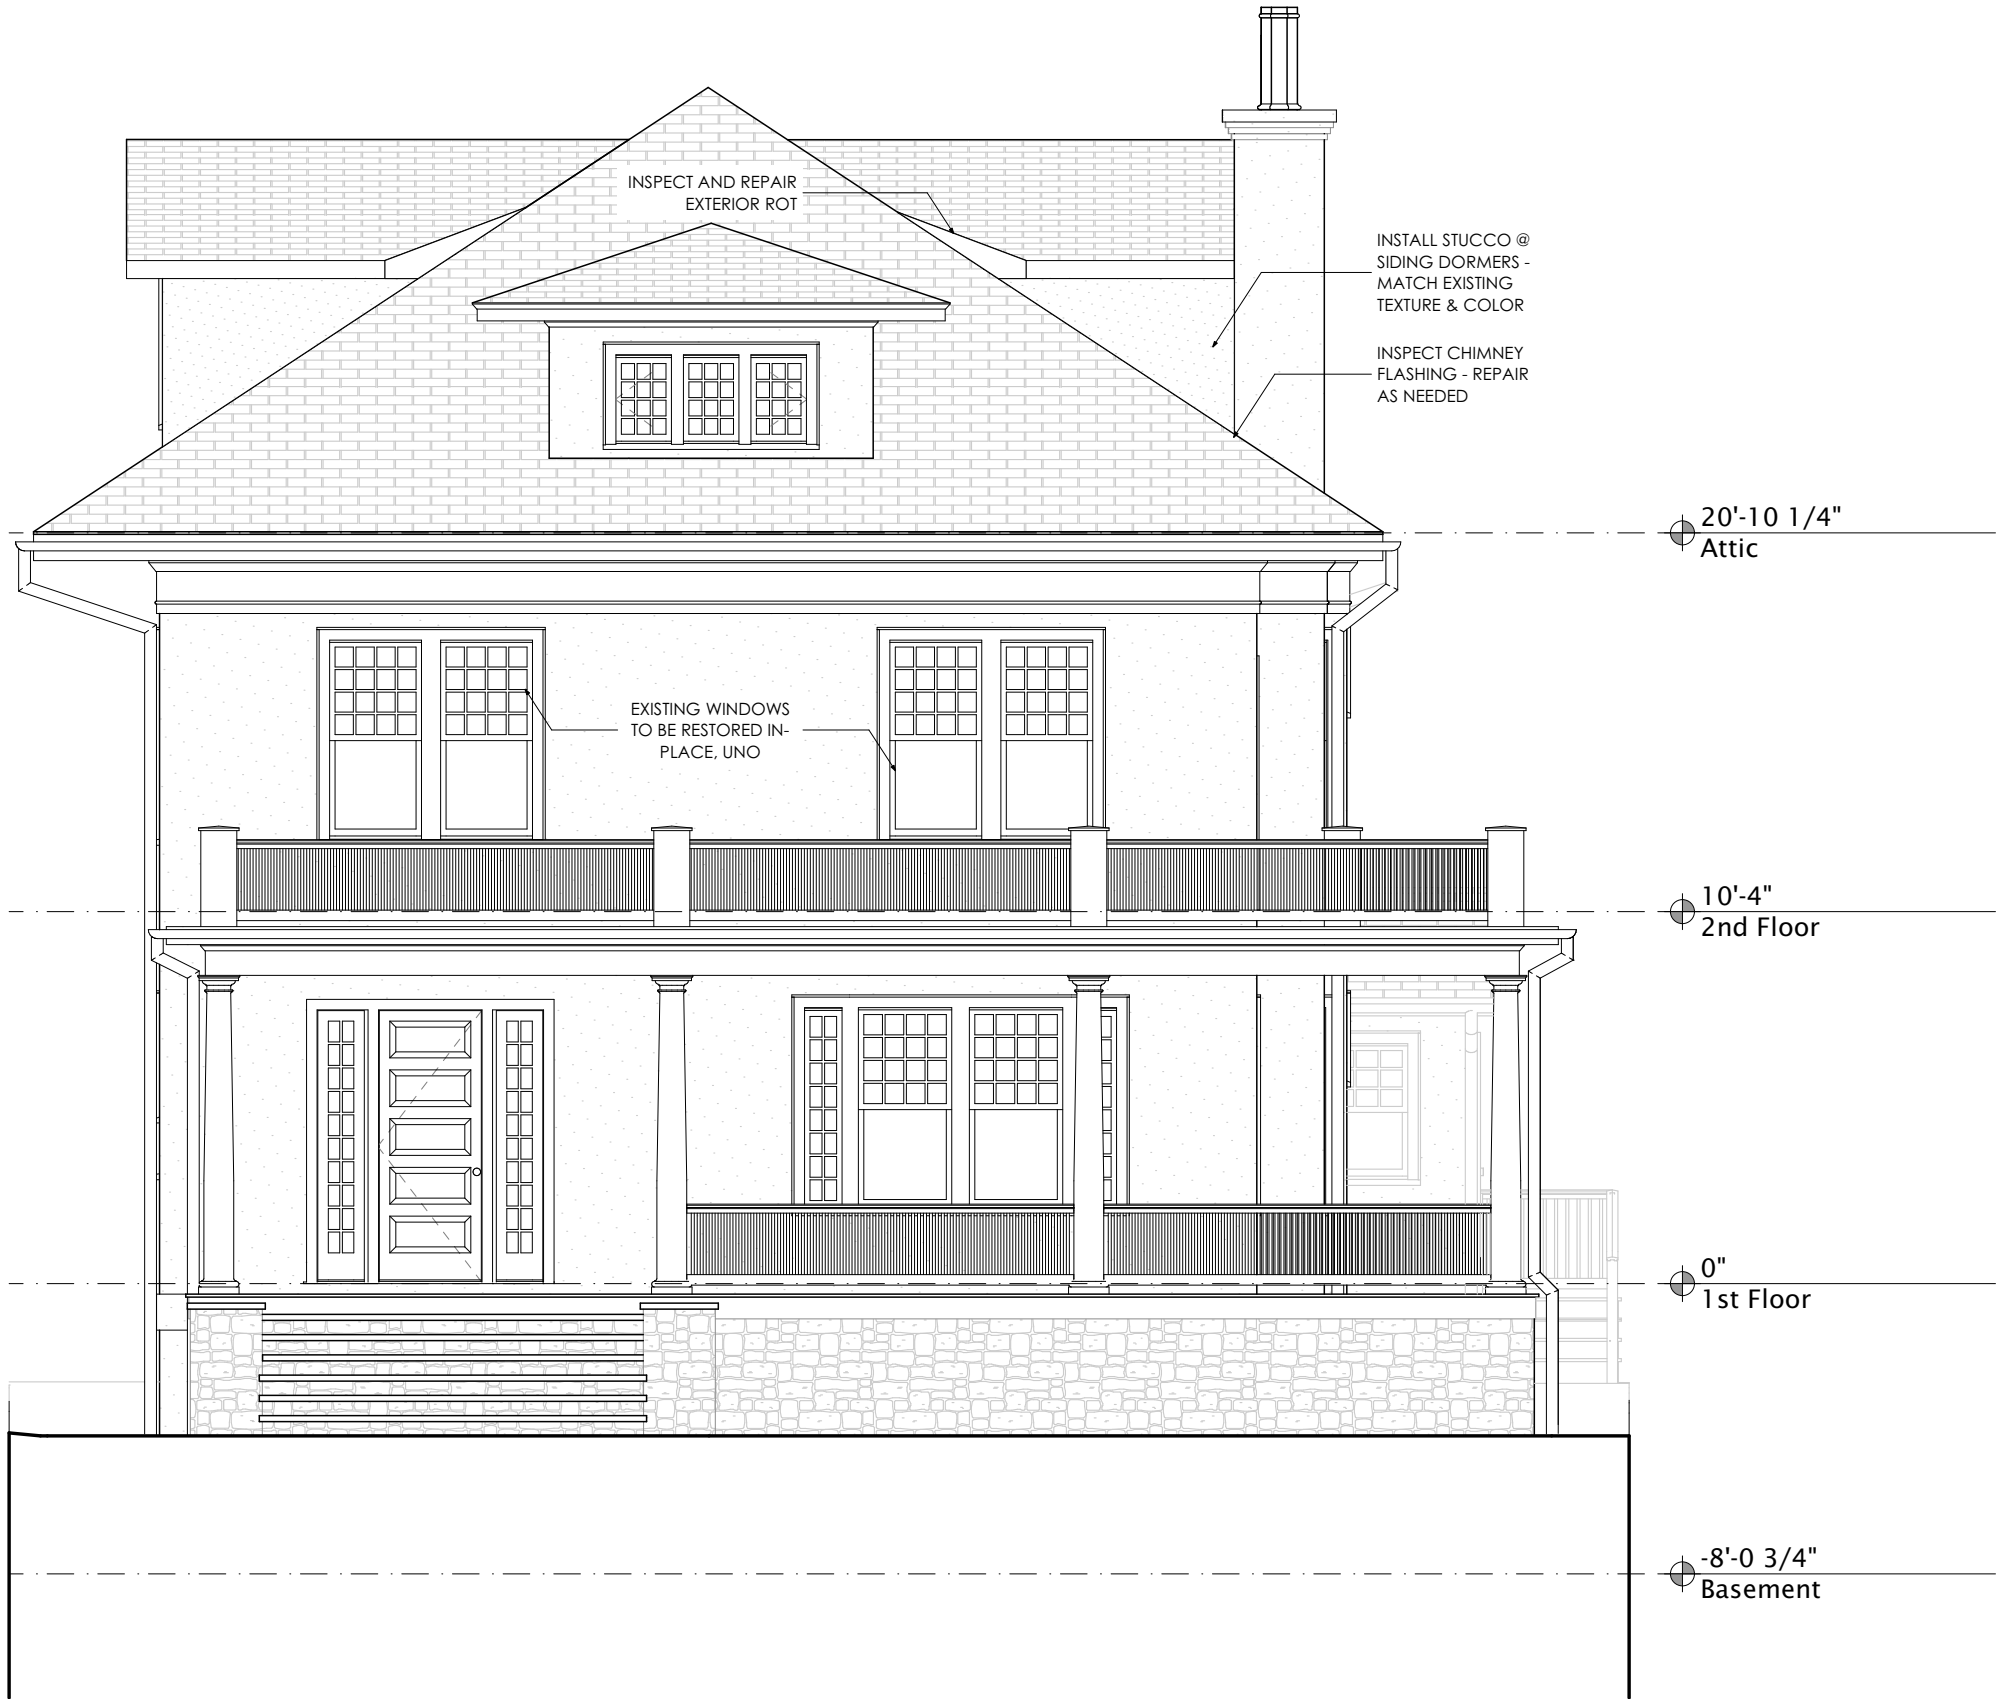 INSPECT AND REPAIR
EXTERIOR ROT
INSTALL STUCCO @
SIDING DORMERS -
MATCH EXISTING
TEXTURE & COLOR
INSPECT CHIMNEY
FLASHING - REPAIR
AS NEEDED
20'-10 1/4"
Attic
EXISTING WINDOWS
TO BE RESTORED IN-
PLACE, UNO
10'-4"
2nd Floor
0"
1st Floor
-8'-0 3/4"
Basement